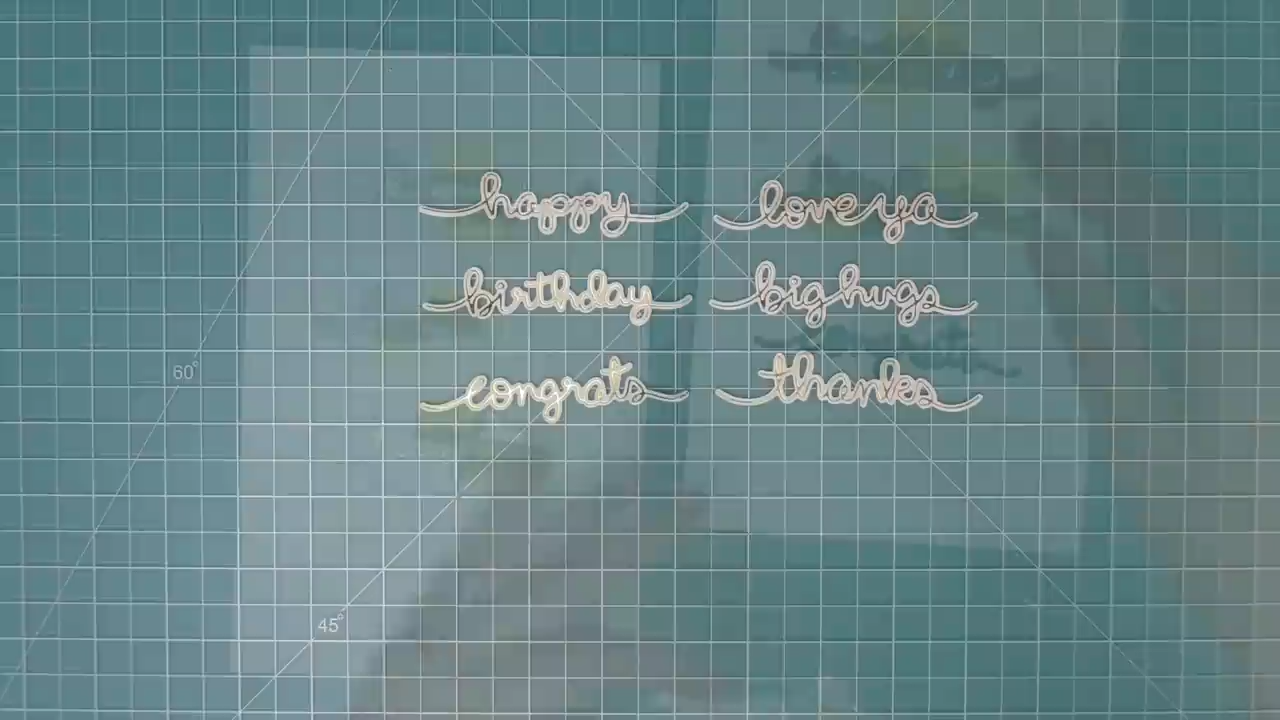 happy love ya
birthday big hugs
congrats thanks
60°
45°